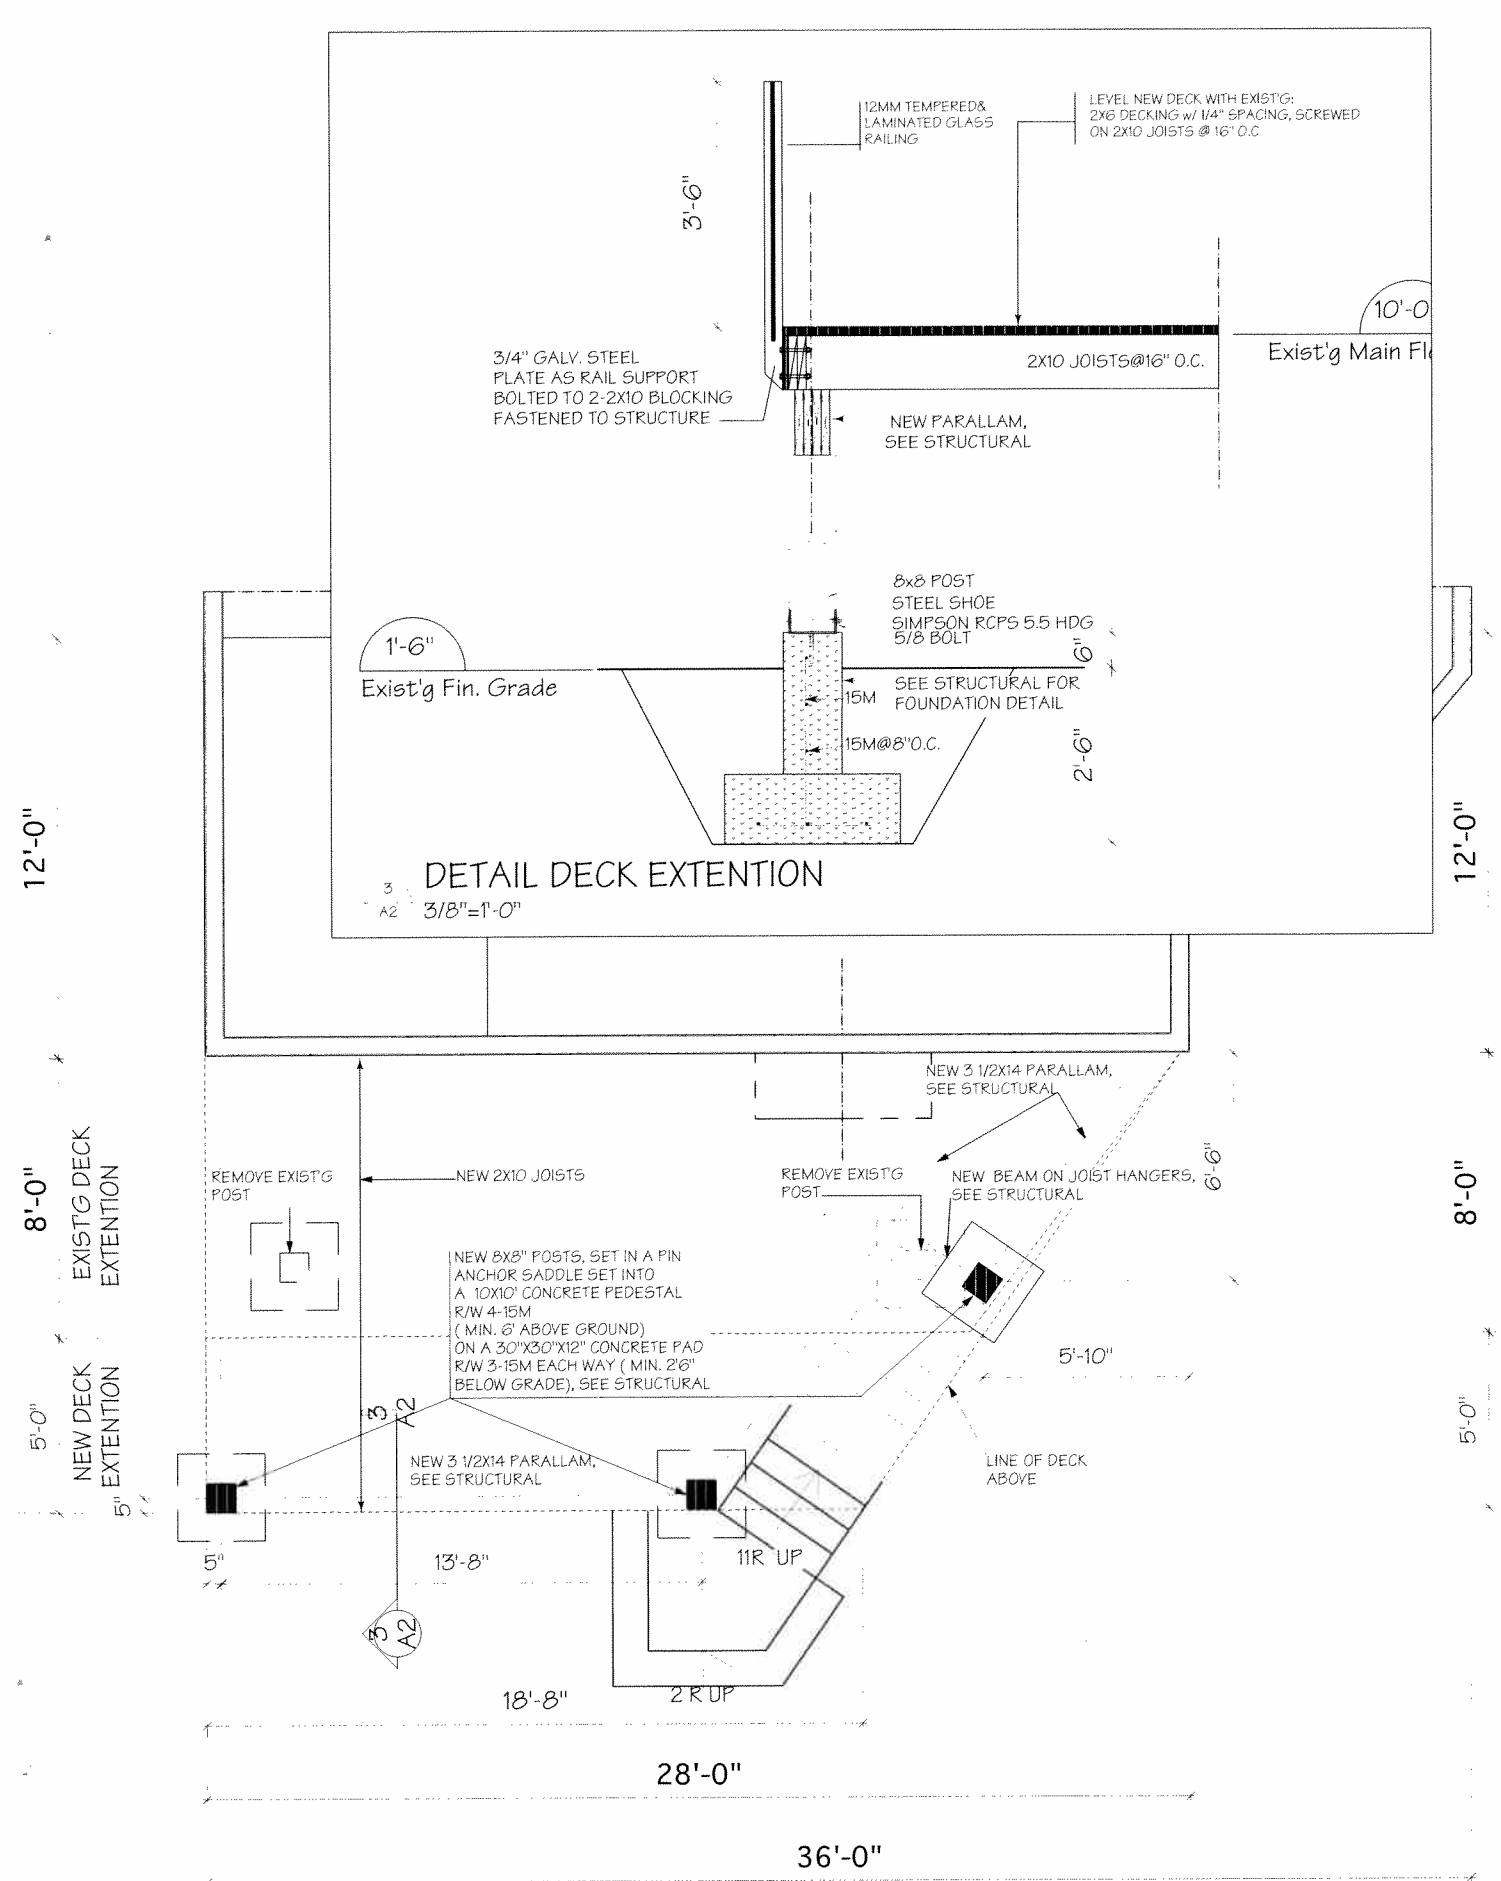 12MM TEMPERED&
LAMINATED GLASS
RAILING
LEVEL NEW DECK WITH EXIST'G:
2X6 DECKING w/ 1/4" SPACING, SCREWED
ON 2X10 JOISTS @ 16" O.C
3'-6"
10'-0
Exist'g Main Fl
2X10 JOISTS@16" O.C.
3/4" GALV. STEEL
PLATE AS RAIL SUPPORT
BOLTED TO 2-2X10 BLOCKING
FASTENED TO STRUCTURE
NEW PARALLAM,
SEE STRUCTURAL
8x8 POST
STEEL SHOE
SIMPSON RCPS 5.5 HDG
5/8 BOLT
6"
1'-6"
Exist'g Fin. Grade
SEE STRUCTURAL FOR
FOUNDATION DETAIL
15M
15M@8"O.C.
2'-6"
DETAIL DECK EXTENTION
3
A2
3/8"=1'-0"
12'-0"
12'-0"
NEW 3 1/2X14 PARALLAM,
SEE STRUCTURAL
8'-0"
EXIST'G DECK
EXTENTION
REMOVE EXIST'G
POST
NEW 2X10 JOISTS
REMOVE EXIST'G
POST
NEW BEAM ON JOIST HANGERS,
SEE STRUCTURAL
6'-6"
8'-0"
NEW 8X8" POSTS, SET IN A PIN
ANCHOR SADDLE SET INTO
A 10X10' CONCRETE PEDESTAL
R/W 4-15M
( MIN. 6' ABOVE GROUND)
ON A 30"X30"X12" CONCRETE PAD
R/W 3-15M EACH WAY ( MIN. 2'6"
BELOW GRADE), SEE STRUCTURAL
5'-10"
5'-0"
NEW DECK
EXTENTION
5"
3
A2
NEW 3 1/2X14 PARALLAM,
SEE STRUCTURAL
LINE OF DECK
ABOVE
5'-0"
5"
13'-8"
11R UP
3
A2
2 R UP
18'-8"
28'-0"
36'-0"